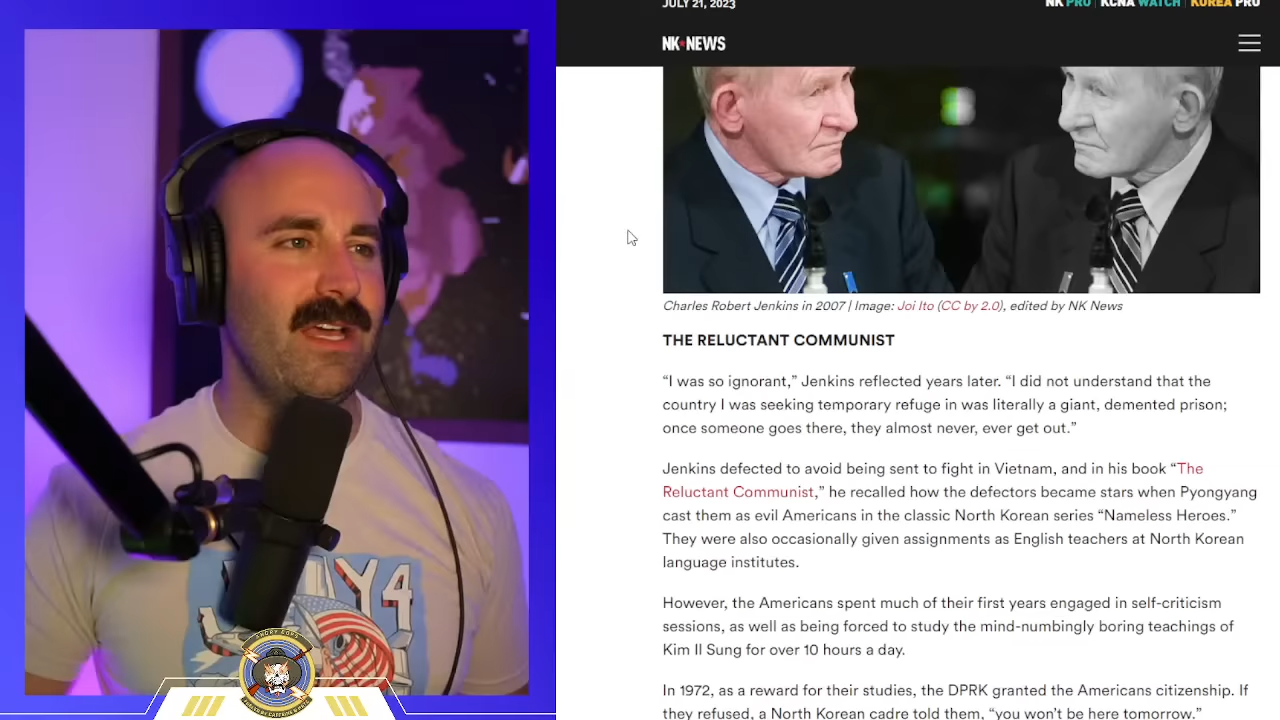 JULY 21, 2023
NK PRO | KCNA WATCH | KOREA PRO
NK NEWS
Charles Robert Jenkins in 2007 | Image: Joi Ito (CC by 2.0), edited by NK News
THE RELUCTANT COMMUNIST
“I was so ignorant,” Jenkins reflected years later. “I did not understand that the
country I was seeking temporary refuge in was literally a giant, demented prison;
once someone goes there, they almost never, ever get out.”
Jenkins defected to avoid being sent to fight in Vietnam, and in his book “The
Reluctant Communist,” he recalled how the defectors became stars when Pyongyang
cast them as evil Americans in the classic North Korean series “Nameless Heroes.”
They were also occasionally given assignments as English teachers at North Korean
language institutes.
However, the Americans spent much of their first years engaged in self-criticism
sessions, as well as being forced to study the mind-numbingly boring teachings of
Kim Il Sung for over 10 hours a day.
In 1972, as a reward for their studies, the DPRK granted the Americans citizenship. If
they refused, a North Korean cadre told them, “you won’t be here tomorrow.”